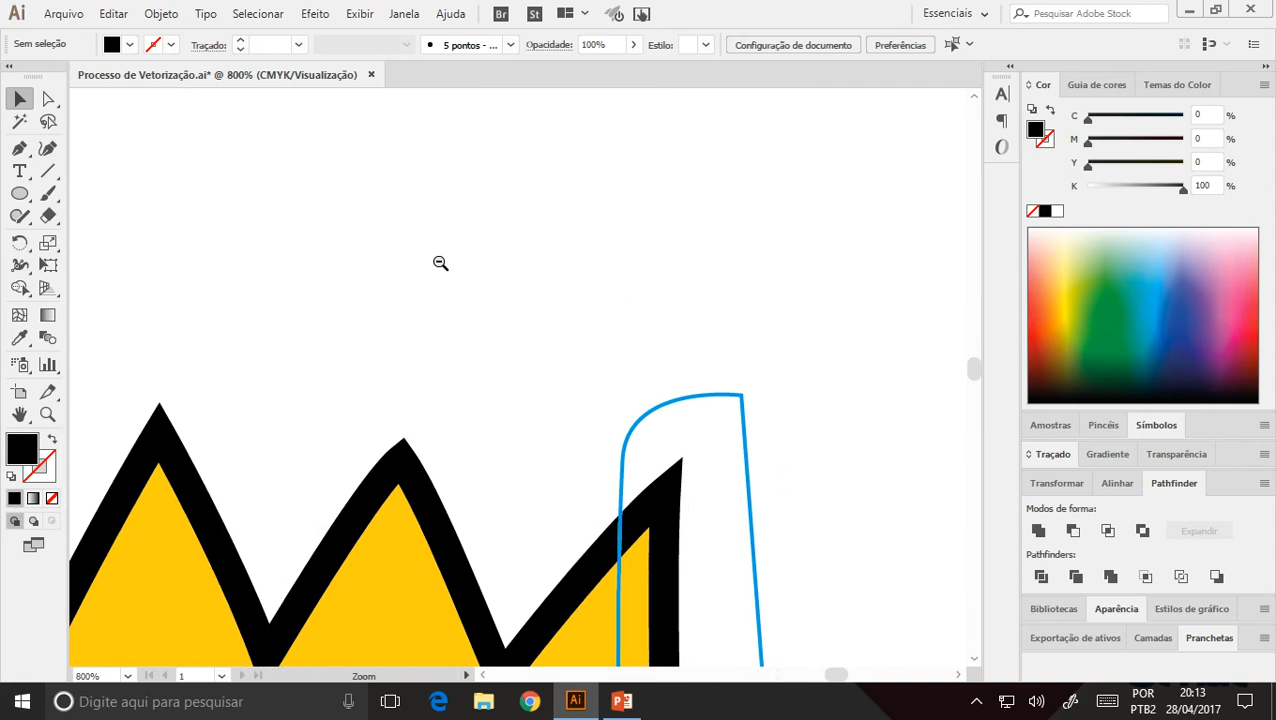 Ai Arquivo Editar Objeto Tipo Selecionar Efeito Exibir Janela Ajuda Br St Essenciais Pesquisar Adobe Stock
Sem seleção Traçado: 5 pontos - ... Opacidade: 100% Estilo: Configuração de documento Preferências
Processo de Vetorização.ai* @ 800% (CMYK/Visualização) ×
Cor Guia de cores Temas do Color
C 0 %
M 0 %
Y 0 %
K 100 %
Amostras Pincéis Símbolos
Traçado Gradiente Transparência
Transformar Alinhar Pathfinder
Modos de forma:
Expandir
Pathfinders:
Bibliotecas Aparência Estilos de gráfico
Exportação de ativos Camadas Pranchetas
800% 1 Zoom
Digite aqui para pesquisar
Ai
POR
PTB2
20:13
28/04/2017